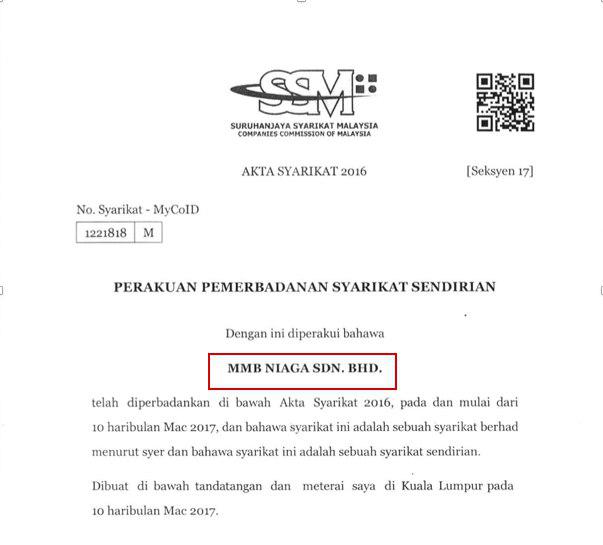 SSM
SURUHANJAYA SYARIKAT MALAYSIA
COMPANIES COMMISSION OF MALAYSIA
AKTA SYARIKAT 2016 [Seksyen 17]
No. Syarikat - MyCoID
1221818 M
PERAKUAN PEMERBADANAN SYARIKAT SENDIRIAN
Dengan ini diperakui bahawa
MMB NIAGA SDN. BHD.
telah diperbadankan di bawah Akta Syarikat 2016, pada dan mulai dari
10 haribulan Mac 2017, dan bahawa syarikat ini adalah sebuah syarikat berhad
menurut syer dan bahawa syarikat ini adalah sebuah syarikat sendirian.
Dibuat di bawah tandatangan dan meterai saya di Kuala Lumpur pada
10 haribulan Mac 2017.